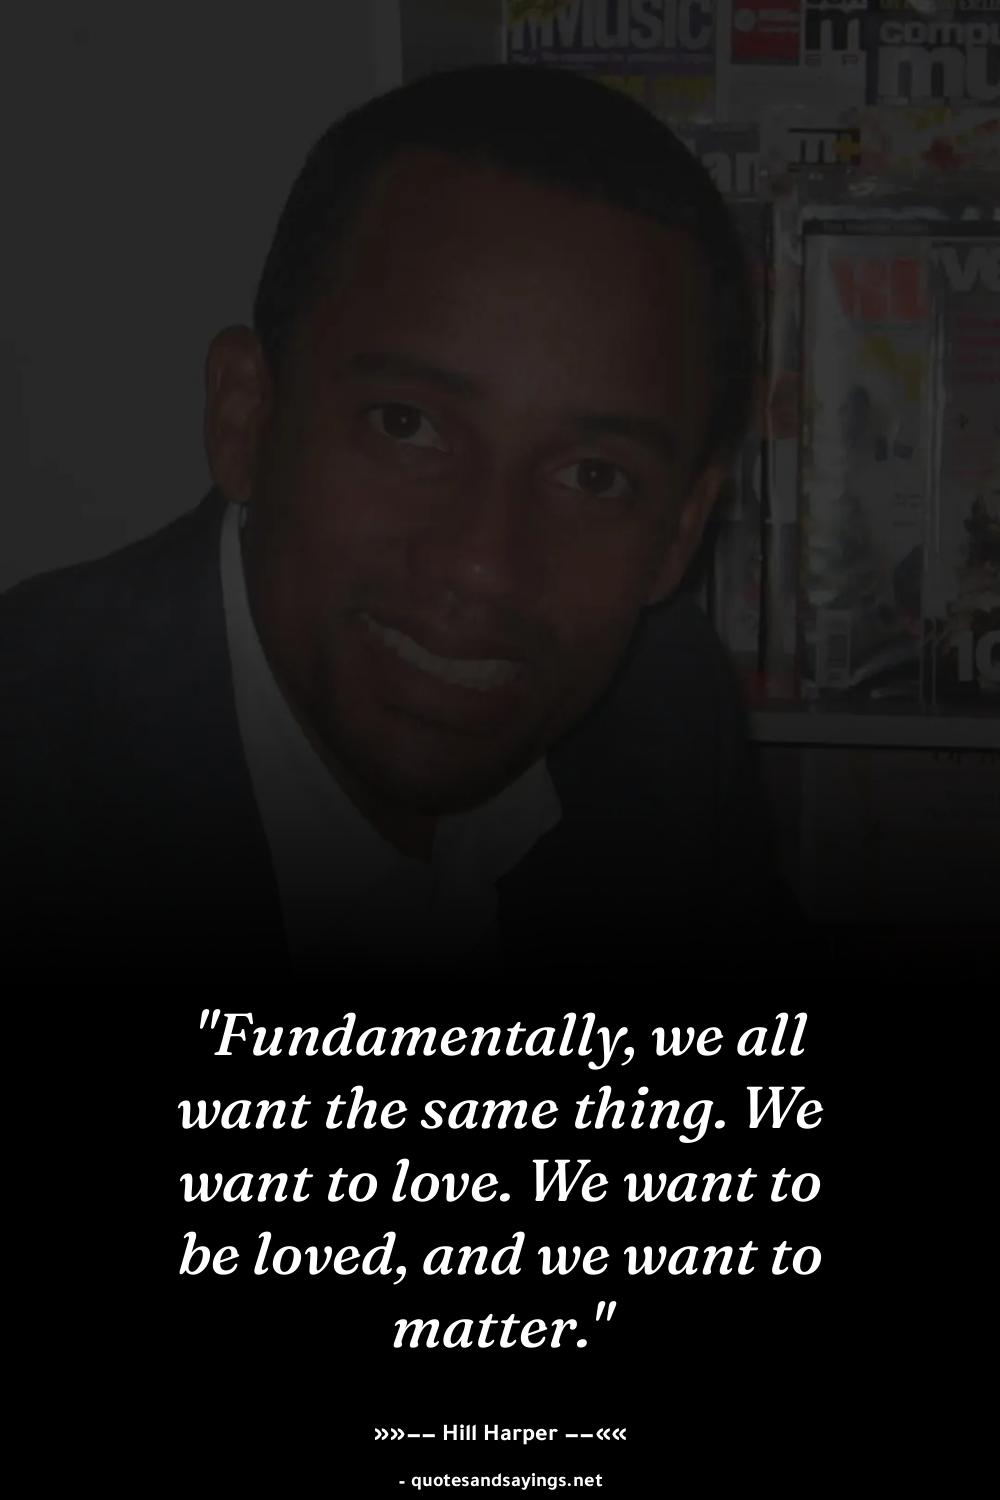 Music
"Fundamentally, we all
want the same thing. We
want to love. We want to
be loved, and we want to
matter."
»»–– Hill Harper ––««
- quotesandsayings.net